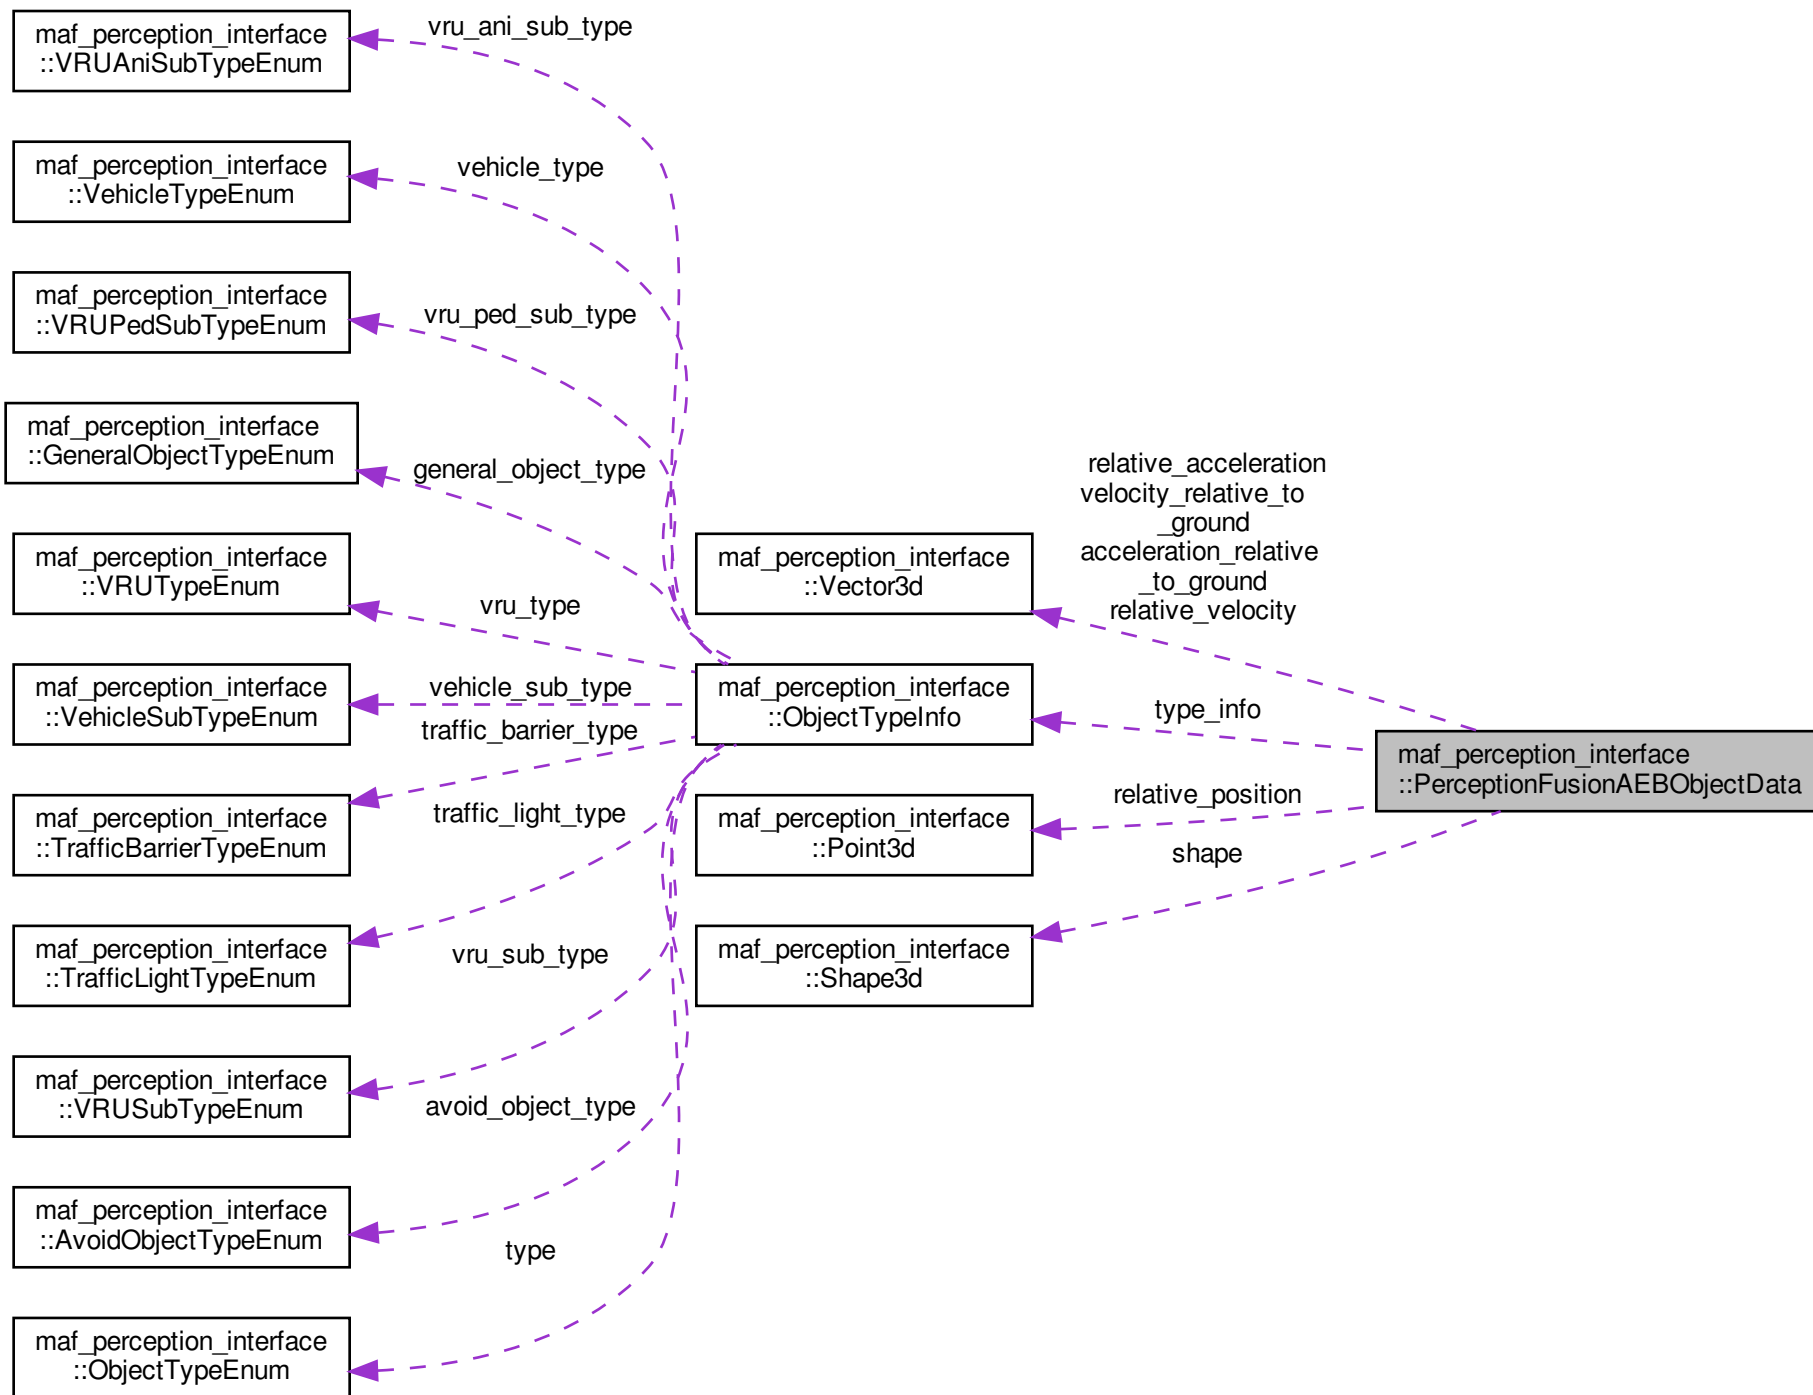 maf_perception_interface
::VRUAniSubTypeEnum
maf_perception_interface
::VehicleTypeEnum
maf_perception_interface
::VRUPedSubTypeEnum
maf_perception_interface
::GeneralObjectTypeEnum
maf_perception_interface
::VRUTypeEnum
maf_perception_interface
::VehicleSubTypeEnum
maf_perception_interface
::TrafficBarrierTypeEnum
maf_perception_interface
::TrafficLightTypeEnum
maf_perception_interface
::VRUSubTypeEnum
maf_perception_interface
::AvoidObjectTypeEnum
maf_perception_interface
::ObjectTypeEnum
vru_ani_sub_type
vehicle_type
vru_ped_sub_type
general_object_type
vru_type
vehicle_sub_type
traffic_barrier_type
traffic_light_type
vru_sub_type
avoid_object_type
type
maf_perception_interface
::Vector3d
maf_perception_interface
::ObjectTypeInfo
maf_perception_interface
::Point3d
maf_perception_interface
::Shape3d
relative_acceleration
velocity_relative_to
_ground
acceleration_relative
_to_ground
relative_velocity
type_info
relative_position
shape
maf_perception_interface
::PerceptionFusionAEBObjectData